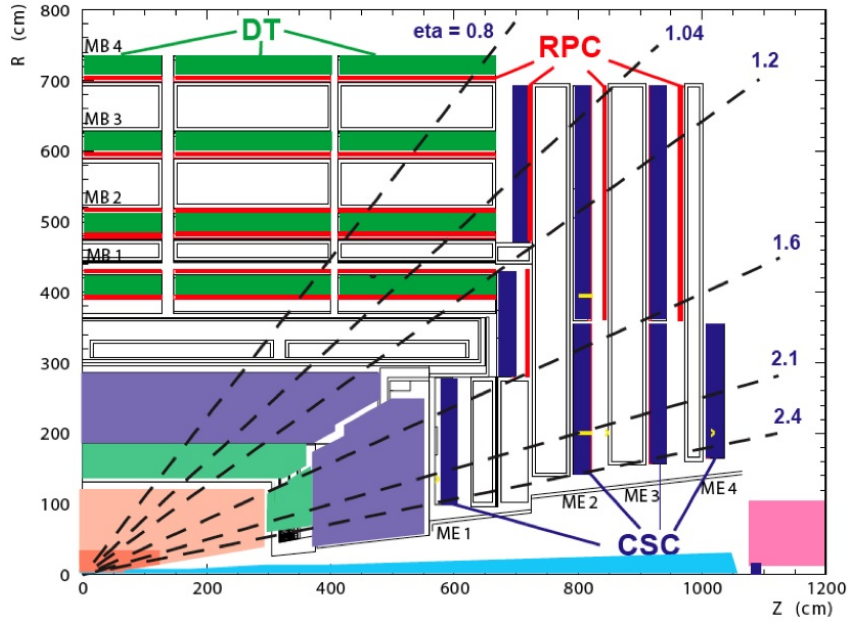 R (cm)
800
700
600
500
400
300
200
100
0
MB 4
MB 3
MB 2
MB 1
DT
eta = 0.8
RPC
1.04
1.2
1.6
2.1
2.4
ME 1
ME 2
ME 3
ME 4
CSC
0
200
400
600
800
1000
1200
Z (cm)